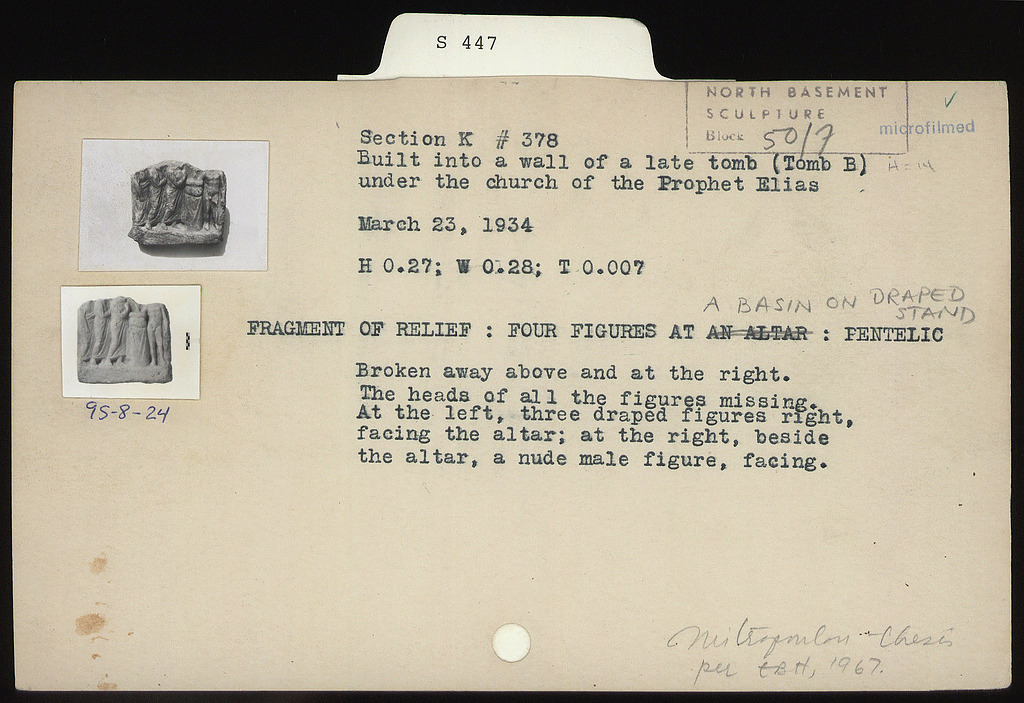 S 447
NORTH BASEMENT
SCULPTURE
Block 50/7
✓
microfilmed
Section K # 378
Built into a wall of a late tomb (Tomb B)
under the church of the Prophet Elias
March 23, 1934
H 0.27; W 0.28; T 0.007
A BASIN ON DRAPED
STAND
FRAGMENT OF RELIEF : FOUR FIGURES AT AN ALTAR : PENTELIC
Broken away above and at the right.
The heads of all the figures missing.
At the left, three draped figures right,
facing the altar; at the right, beside
the altar, a nude male figure, facing.
95-8-24
thesis
per EBH, 1967.